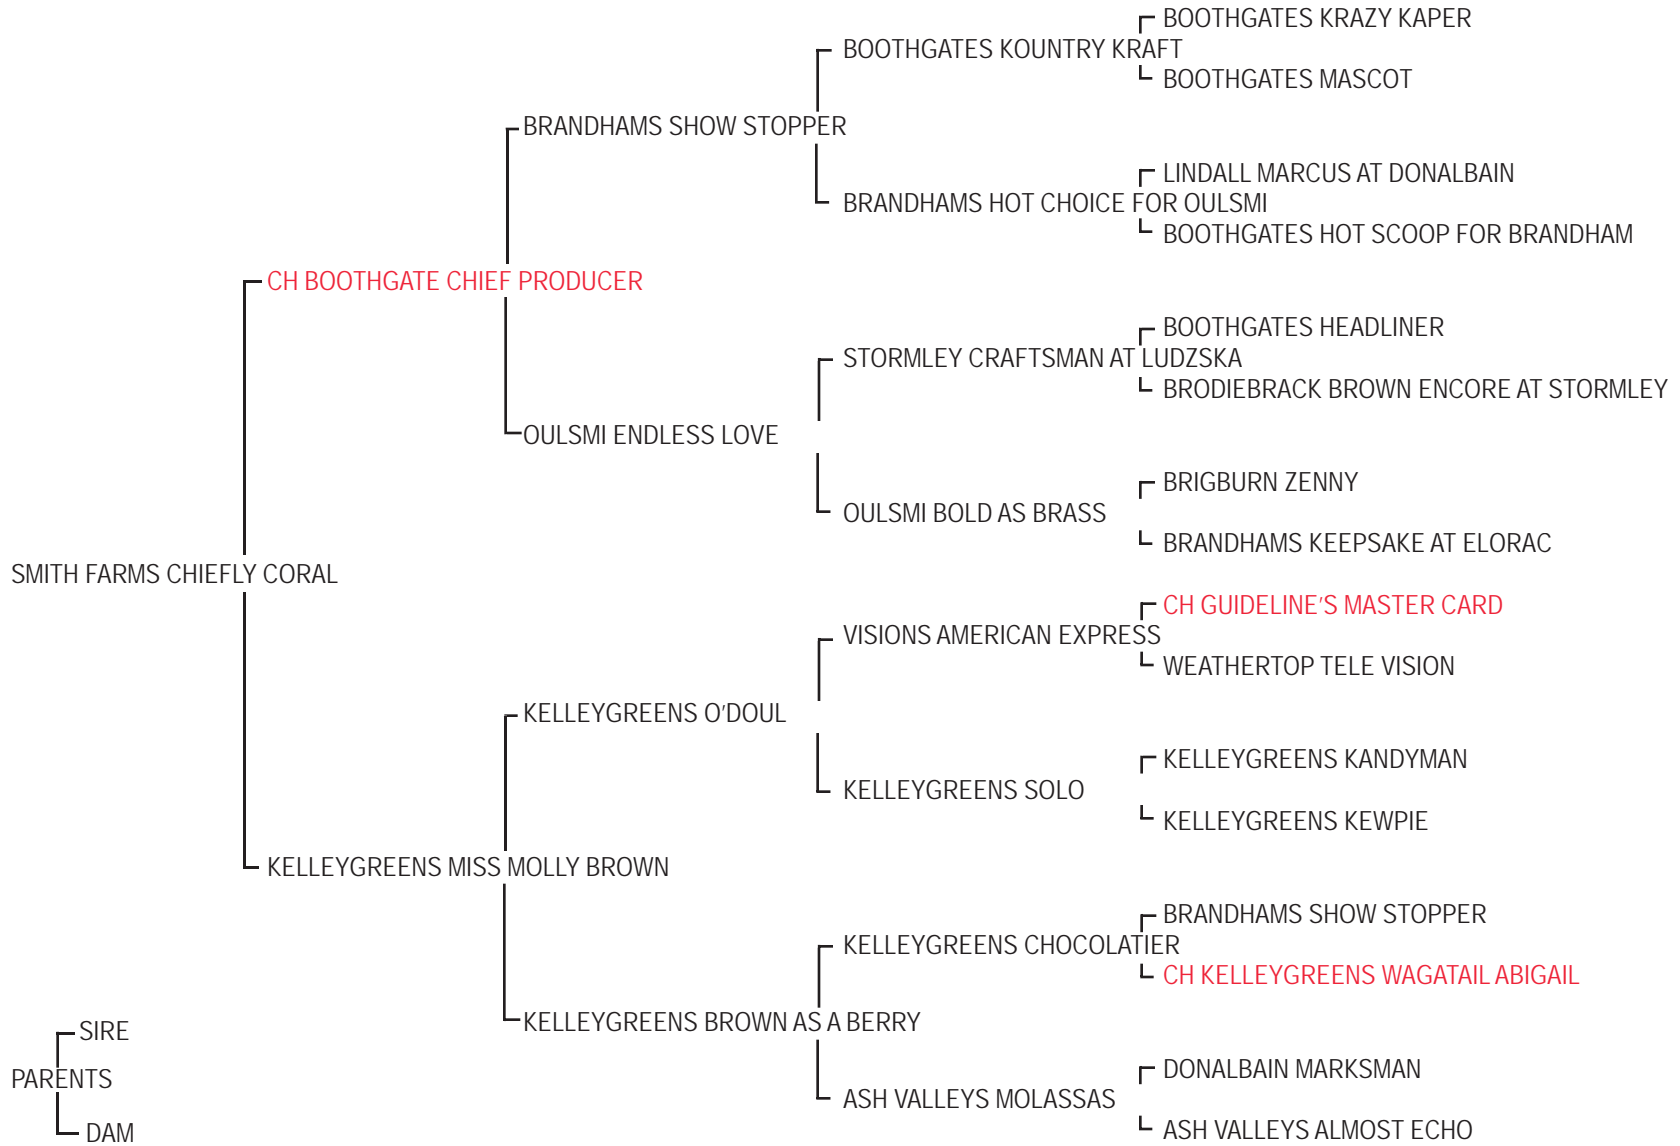 BOOTHGATES KRAZY KAPER
BOOTHGATES KOUNTRY KRAFT
BOOTHGATES MASCOT
BRANDHAMS SHOW STOPPER
LINDALL MARCUS AT DONALBAIN
BRANDHAMS HOT CHOICE FOR OULSMI
BOOTHGATES HOT SCOOP FOR BRANDHAM
CH BOOTHGATE CHIEF PRODUCER
BOOTHGATES HEADLINER
STORMLEY CRAFTSMAN AT LUDZSKA
BRODIEBRACK BROWN ENCORE AT STORMLEY
OULSMI ENDLESS LOVE
BRIGBURN ZENNY
OULSMI BOLD AS BRASS
BRANDHAMS KEEPSAKE AT ELORAC
SMITH FARMS CHIEFLY CORAL
CH GUIDELINE'S MASTER CARD
VISIONS AMERICAN EXPRESS
WEATHERTOP TELE VISION
KELLEYGREENS O'DOUL
KELLEYGREENS KANDYMAN
KELLEYGREENS SOLO
KELLEYGREENS KEWPIE
KELLEYGREENS MISS MOLLY BROWN
BRANDHAMS SHOW STOPPER
KELLEYGREENS CHOCOLATIER
CH KELLEYGREENS WAGATAIL ABIGAIL
KELLEYGREENS BROWN AS A BERRY
DONALBAIN MARKSMAN
ASH VALLEYS MOLASSAS
ASH VALLEYS ALMOST ECHO
SIRE
PARENTS
DAM